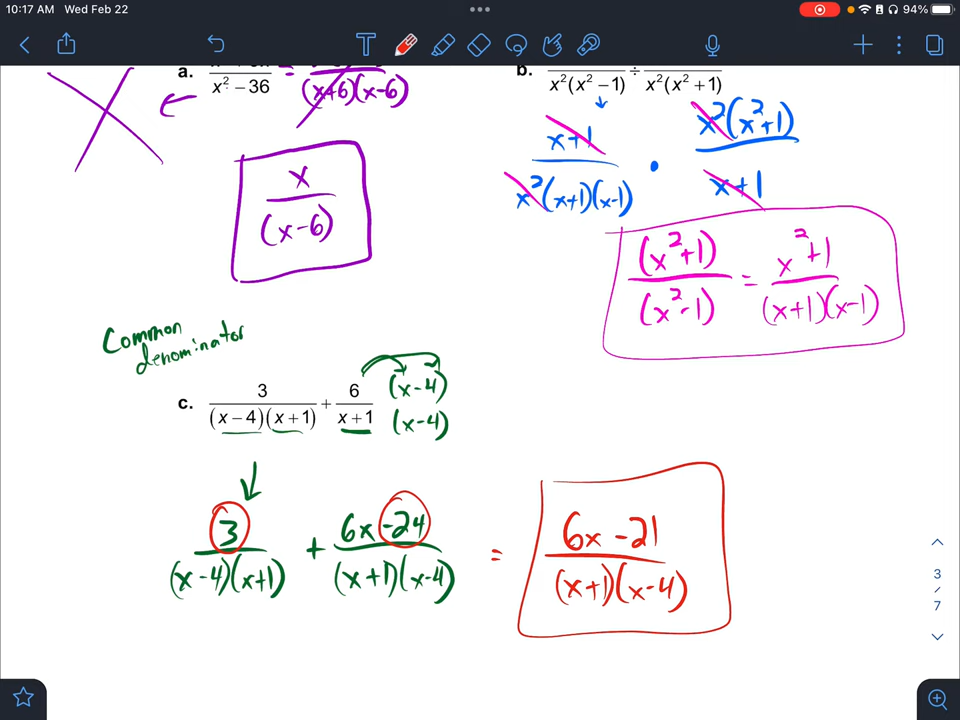 10:17 AM Wed Feb 22
94%
a.
x² – 36
=
(x+6)(x-6)
x
(x-6)
b.
x²(x² – 1) ÷ x²(x² + 1)
x+1
x²(x+1)(x-1)
·
x²(x²+1)
x+1
(x²+1)
(x²-1)
=
x²+1
(x+1)(x-1)
Common
denominator
c.
3
(x – 4)(x + 1)
+
6
x + 1
(x-4)
(x-4)
3
(x-4)(x+1)
+
6x -24
(x+1)(x-4)
=
6x -21
(x+1)(x-4)
T
3
/
7